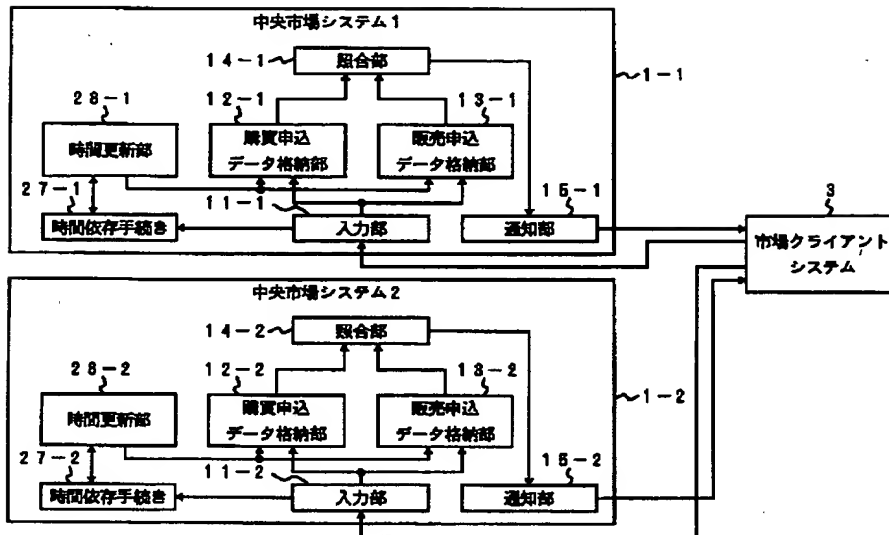 中央市場システム1
14-1
照合部
1-1
12-1
13-1
28-1
購買申込
データ格納部
販売申込
データ格納部
時間更新部
27-1
11-1
15-1
3
時間依存手続き
入力部
通知部
市場クライアント
システム
中央市場システム2
14-2
照合部
28-2
12-2
13-2
1-2
購買申込
データ格納部
販売申込
データ格納部
時間更新部
27-2
11-2
15-2
時間依存手続き
入力部
通知部